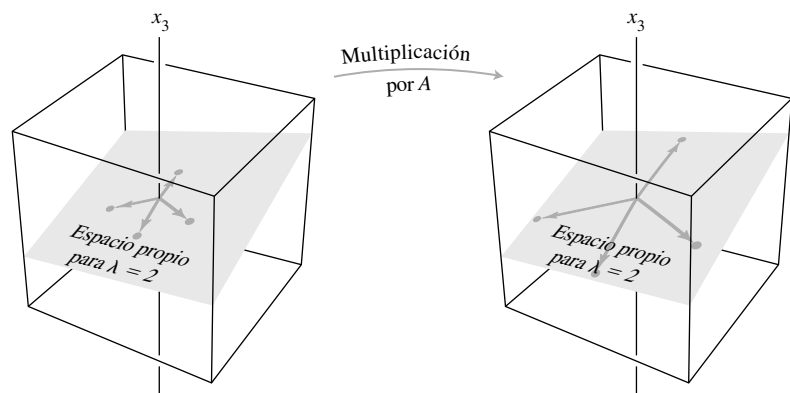 x₃
Multiplicación
por A
x₃
Espacio propio
para λ = 2
Espacio propio
para λ = 2